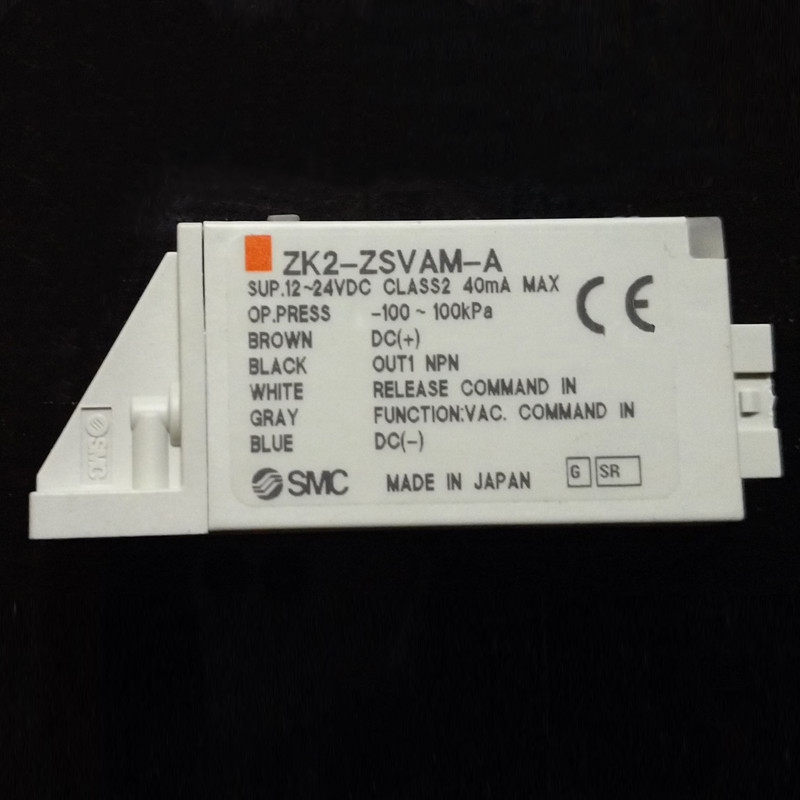 ZK2-ZSVAM-A
SUP.12~24VDC CLASS2 40mA MAX
OP.PRESS -100 ~ 100kPa
BROWN DC(+)
BLACK OUT1 NPN
WHITE RELEASE COMMAND IN
GRAY FUNCTION:VAC. COMMAND IN
BLUE DC(-)
SMC MADE IN JAPAN G SR
CE
SMC